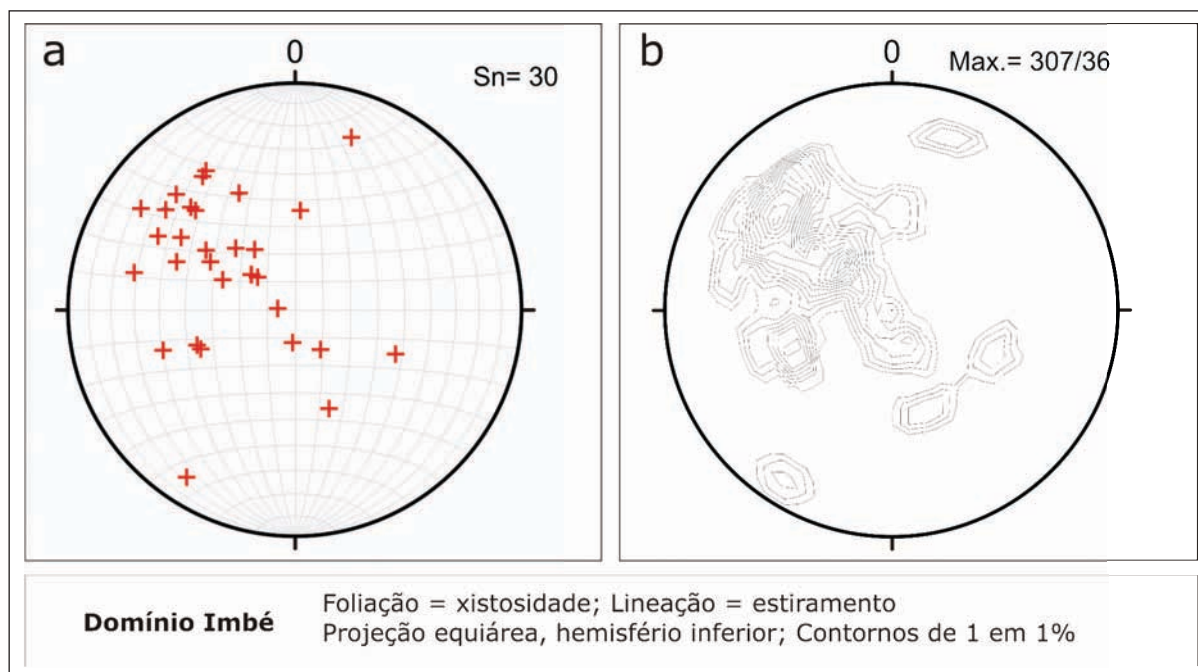 a
0
Sn= 30
b
0
Max.= 307/36
Domínio Imbé
Foliação = xistosidade; Lineação = estiramento
Projeção equiárea, hemisfério inferior; Contornos de 1 em 1%